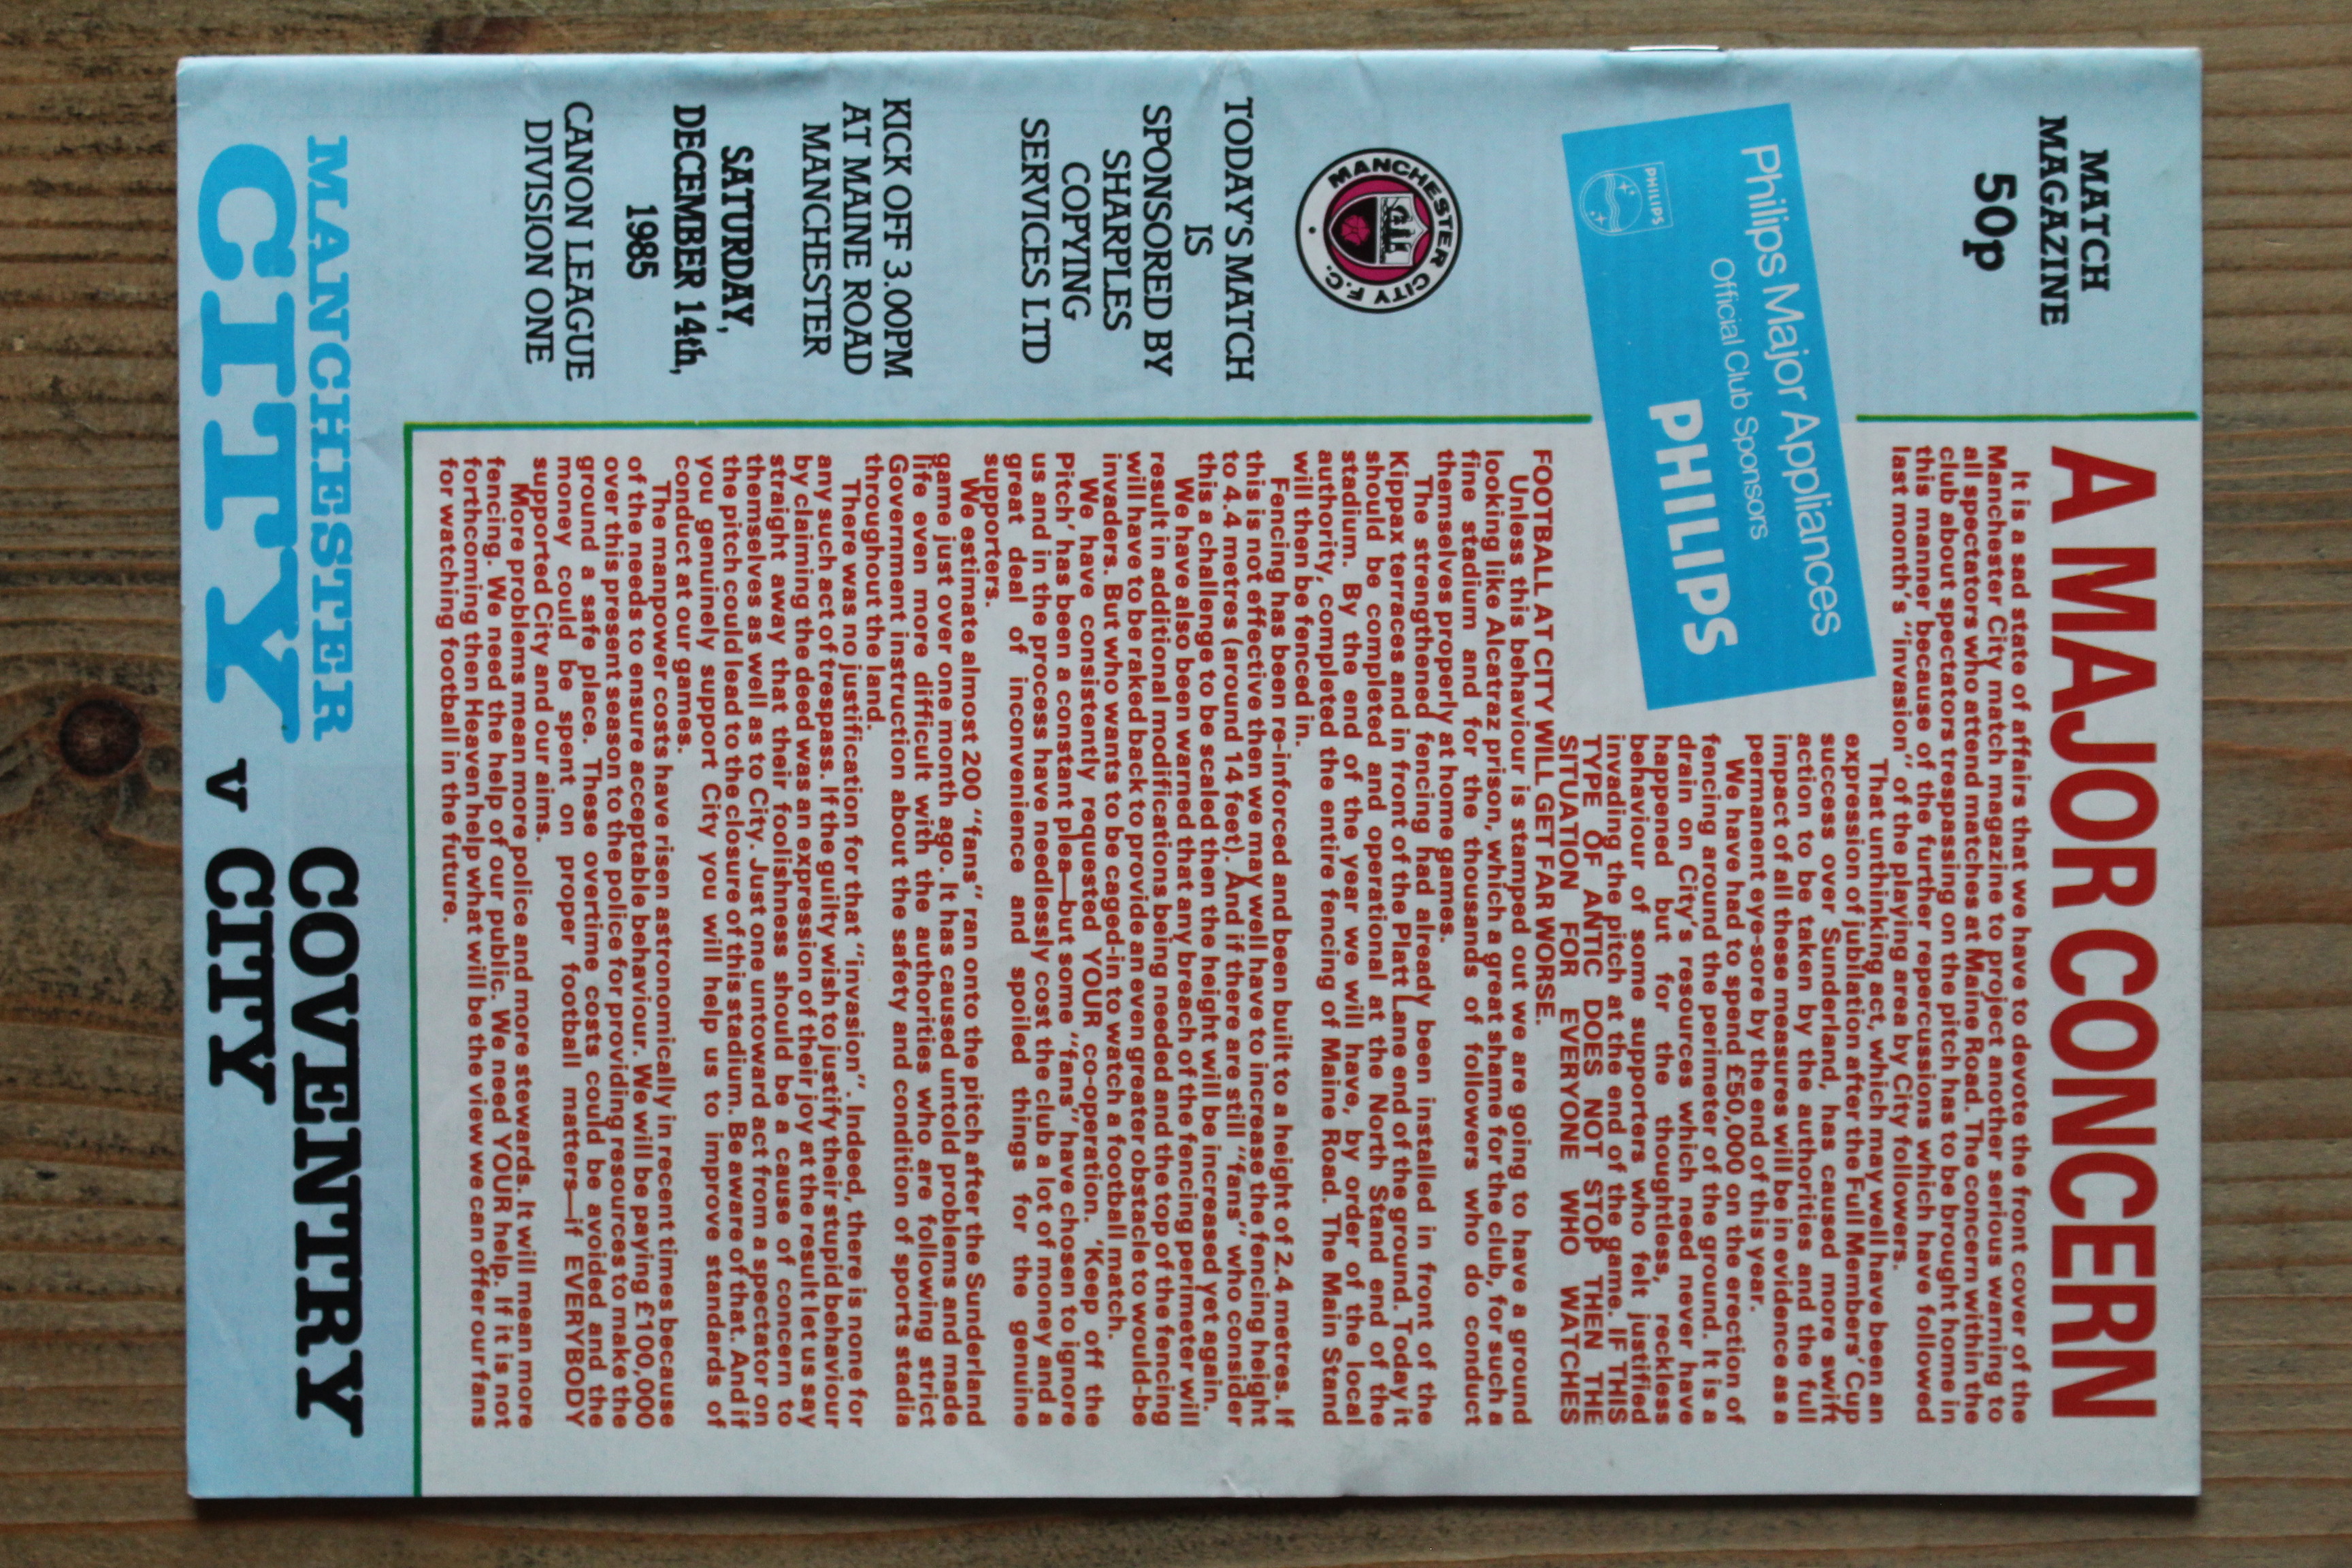 MATCH
MAGAZINE
50p
Philips Major Appliances
Official Club Sponsors
PHILIPS
PHILIPS
MANCHESTER CITY F.C.
TODAY'S MATCH
IS
SPONSORED BY
SHARPLES
COPYING
SERVICES LTD
KICK OFF 3.00PM
AT MAINE ROAD
MANCHESTER
SATURDAY,
DECEMBER 14th,
1985
CANON LEAGUE
DIVISION ONE
A MAJOR CONCERN
It is a sad state of affairs that we have to devote the front cover of the
Manchester City match magazine to project another serious warning to
all spectators who attend matches at Maine Road. The concern within the
club about spectators trespassing on the pitch has to be brought home in
this manner because of the further repercussions which have followed
last month's "invasion" of the playing area by City followers.
That unthinking act, which may well have been an
expression of jubilation after the Full Members' Cup
success over Sunderland, has caused more swift
action to be taken by the authorities and the full
impact of all these measures will be in evidence as a
permanent eye-sore by the end of this year.
We have had to spend £50,000 on the erection of
fencing around the perimeter of the ground. It is a
drain on City's resources which need never have
happened but for the thoughtless, reckless
behaviour of some supporters who felt justified
invading the pitch at the end of the game. IF THIS
TYPE OF ANTIC DOES NOT STOP THEN THE
SITUATION FOR EVERYONE WHO WATCHES
FOOTBALL AT CITY WILL GET FAR WORSE.
Unless this behaviour is stamped out we are going to have a ground
looking like Alcatraz prison, which a great shame for the club, for such a
fine stadium and for the thousands of followers who do conduct
themselves properly at home games.
The strengthened fencing had already been installed in front of the
Kippax terraces and in front of the Platt Lane end of the ground. Today it
should be completed and operational at the North Stand end of the
stadium. By the end of the year we will have, by order of the local
authority, completed the entire fencing of Maine Road. The Main Stand
will then be fenced in.
Fencing has been re-inforced and been built to a height of 2.4 metres. If
this is not effective then we may well have to increase the fencing height
to 4.4 metres (around 14 feet). And if there are still "fans" who consider
this a challenge to be scaled then the height will be increased yet again.
We have also been warned that any breach of the fencing perimeter will
result in additional modifications being needed and the top of the fencing
will have to be raked back to provide an even greater obstacle to would-be
invaders. But who wants to be caged-in to watch a football match.
We have consistently requested YOUR co-operation. 'Keep off the
Pitch' has been a constant plea—but some "fans" have chosen to ignore
us and in the process have needlessly cost the club a lot of money and a
great deal of inconvenience and spoiled things for the genuine
supporters.
We estimate almost 200 "fans" ran onto the pitch after the Sunderland
game just over one month ago. It has caused untold problems and made
life even more difficult with the authorities who are following strict
Government instruction about the safety and condition of sports stadia
throughout the land.
There was no justification for that "invasion". Indeed, there is none for
any such act of trespass. If the guilty wish to justify their stupid behaviour
by claiming the deed was an expression of their joy at the result let us say
straight away that their foolishness should be a cause of concern to
themselves as well as to City. Just one untoward act from a spectator on
the pitch could lead to the closure of this stadium. Be aware of that. And if
you genuinely support City you will help us to improve standards of
conduct at our games.
The manpower costs have risen astronomically in recent times because
of the needs to ensure acceptable behaviour. We will be paying £100,000
over this present season to the police for providing resources to make the
ground a safe place. These overtime costs could be avoided and the
money could be spent on proper football matters—if EVERYBODY
supported City and our aims.
More problems mean more police and more stewards. It will mean more
fencing. We need the help of our public. We need YOUR help. If it is not
forthcoming then Heaven help what will be the view we can offer our fans
for watching football in the future.
MANCHESTER
CITY
v
COVENTRY
CITY